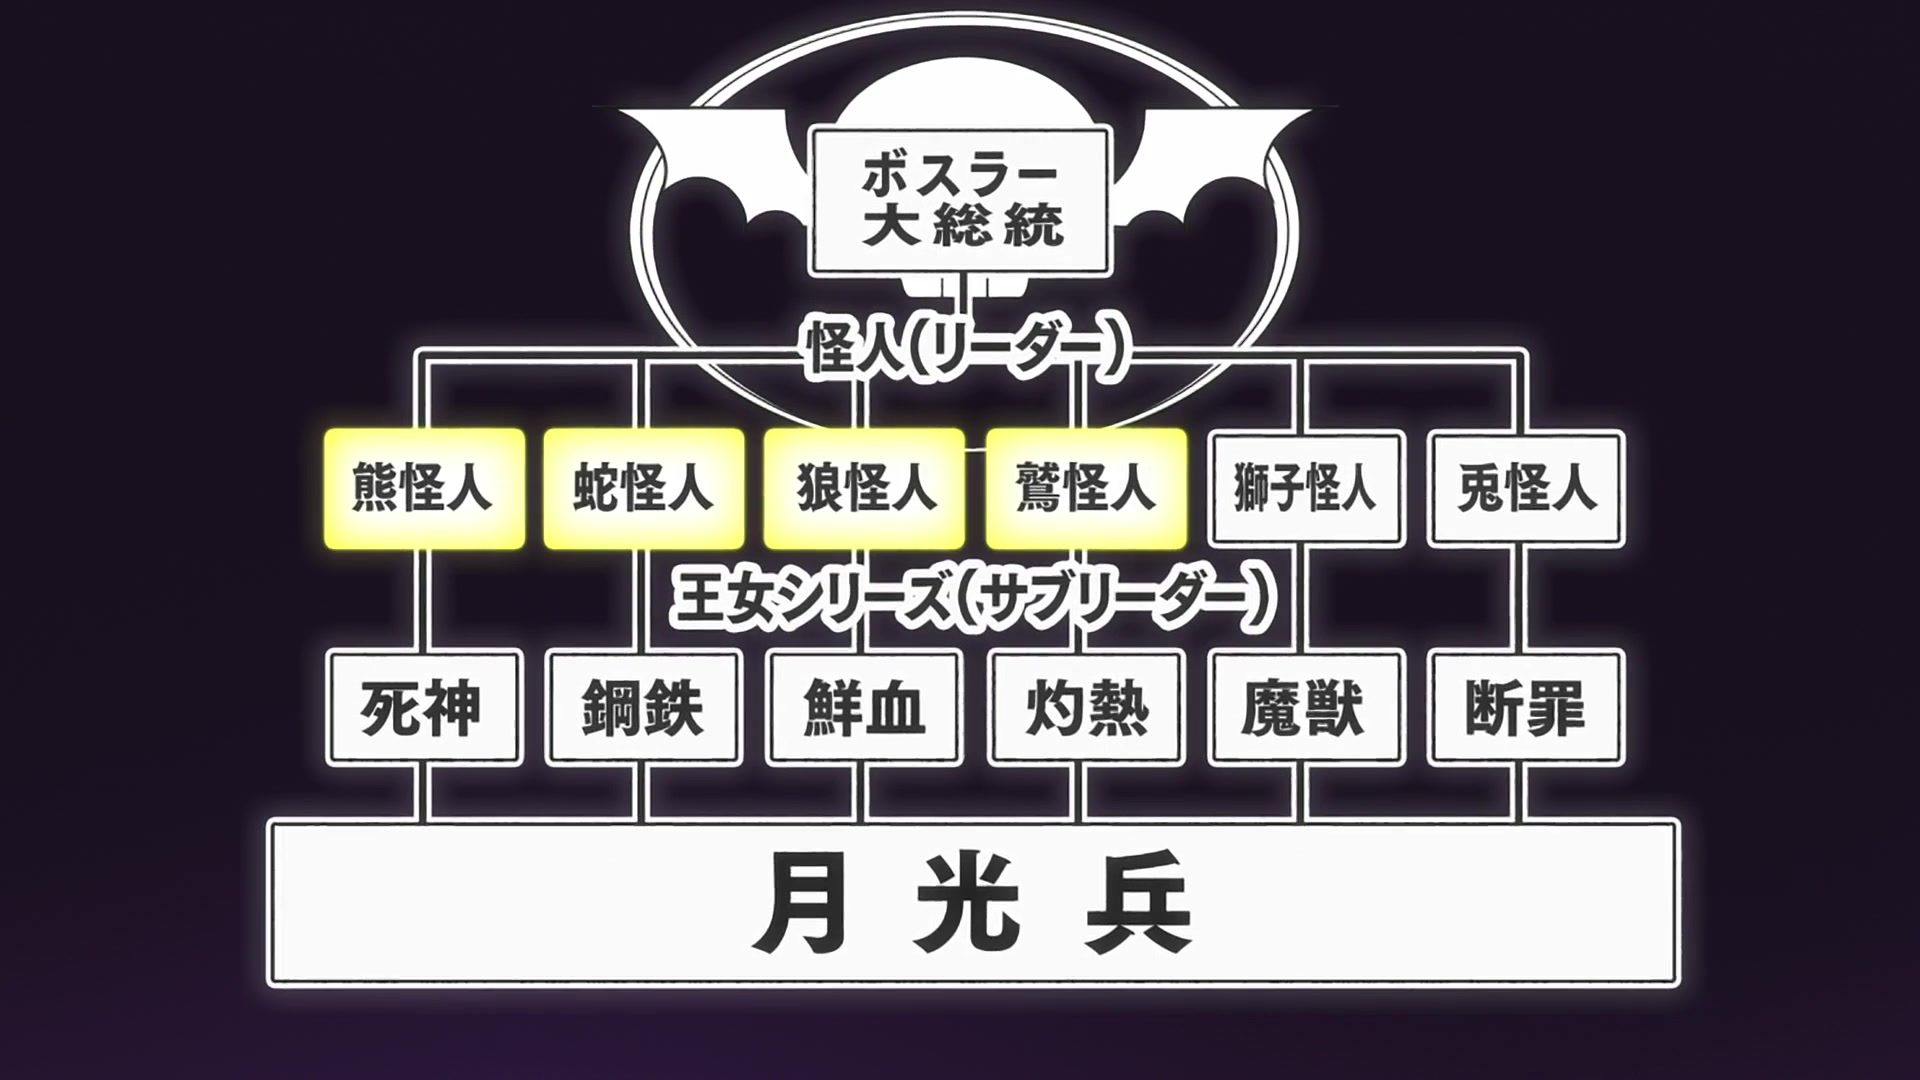 ボスラー
大総統
怪人(リーダー)
熊怪人 蛇怪人 狼怪人 鷲怪人 獅子怪人 兎怪人
王女シリーズ(サブリーダー)
死神 鋼鉄 鮮血 灼熱 魔獣 断罪
月光兵